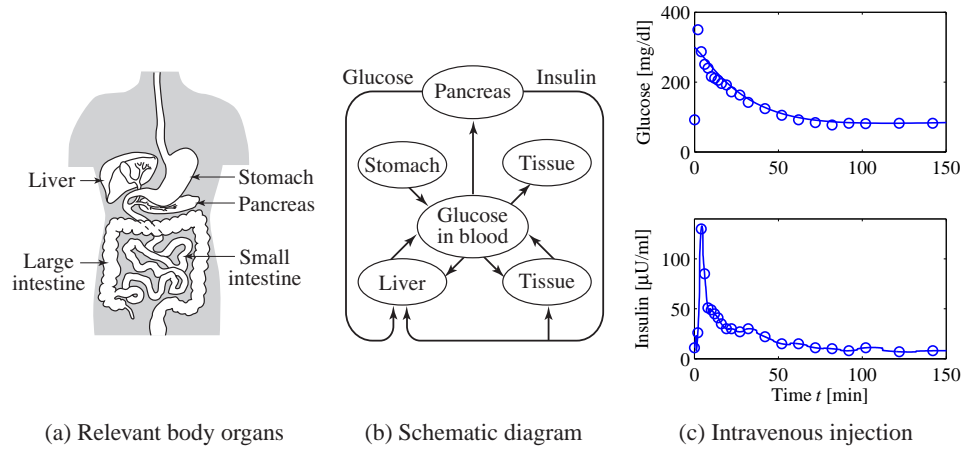 Liver
Stomach
Pancreas
Large
intestine
Small
intestine
(a) Relevant body organs
Glucose
Insulin
Pancreas
Stomach
Tissue
Glucose
in blood
Liver
Tissue
(b) Schematic diagram
Glucose [mg/dl]
400
200
0
0
50
100
150
Insulin [µU/ml]
100
50
0
0
50
100
150
Time t [min]
(c) Intravenous injection